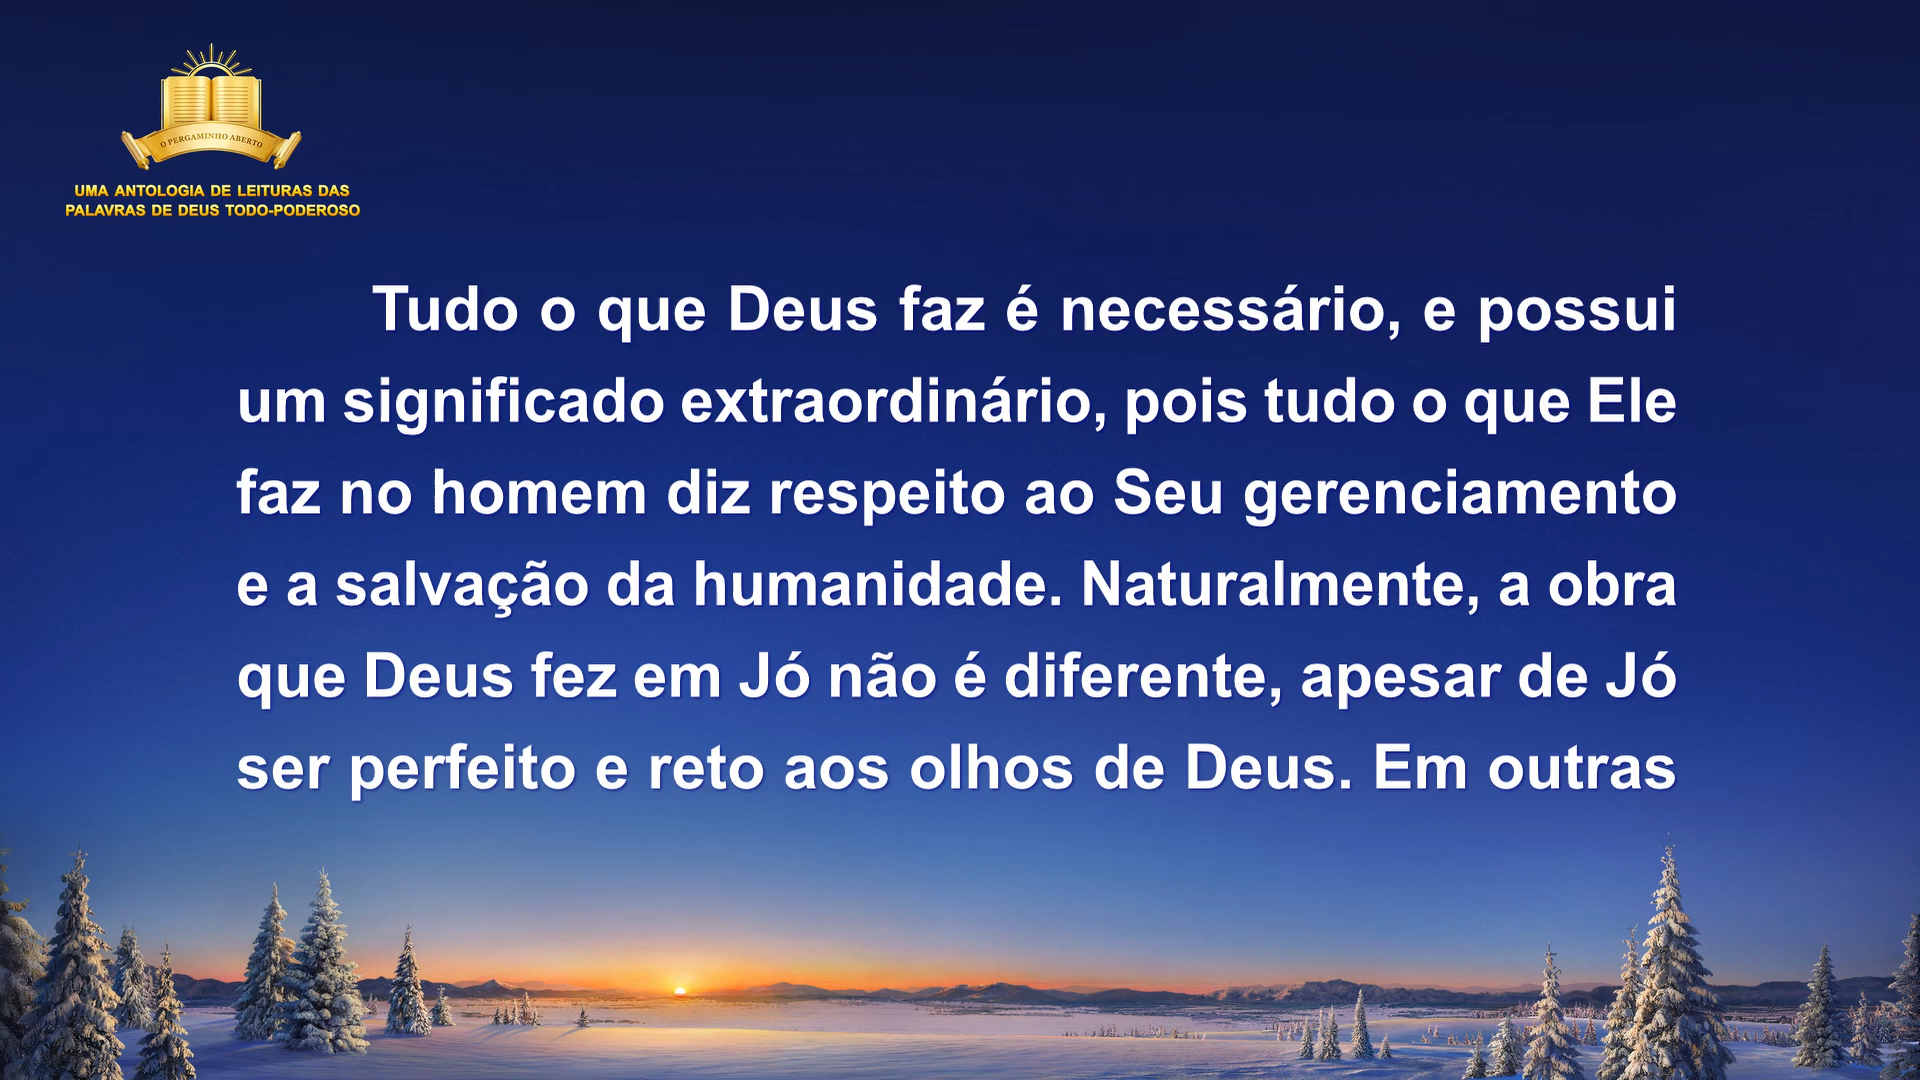 O PERGAMINHO ABERTO
UMA ANTOLOGIA DE LEITURAS DAS
PALAVRAS DE DEUS TODO-PODEROSO
Tudo o que Deus faz é necessário, e possui
um significado extraordinário, pois tudo o que Ele
faz no homem diz respeito ao Seu gerenciamento
e a salvação da humanidade. Naturalmente, a obra
que Deus fez em Jó não é diferente, apesar de Jó
ser perfeito e reto aos olhos de Deus. Em outras